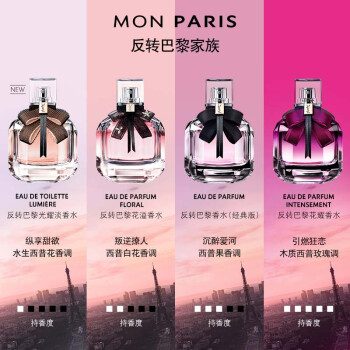 MON PARIS
反转巴黎家族
NEW
EAU DE TOILETTE
LUMIÈRE
反转巴黎光耀淡香水
纵享甜欲
水生西普花香调
持香度
EAU DE PARFUM
FLORAL
反转巴黎花溢香水
叛逆撩人
西普白花香调
持香度
EAU DE PARFUM
反转巴黎香水(经典版)
沉醉爱河
西普果香调
持香度
EAU DE PARFUM
INTENSEMENT
反转巴黎花耀香水
引燃狂恋
木质西普玫瑰调
持香度